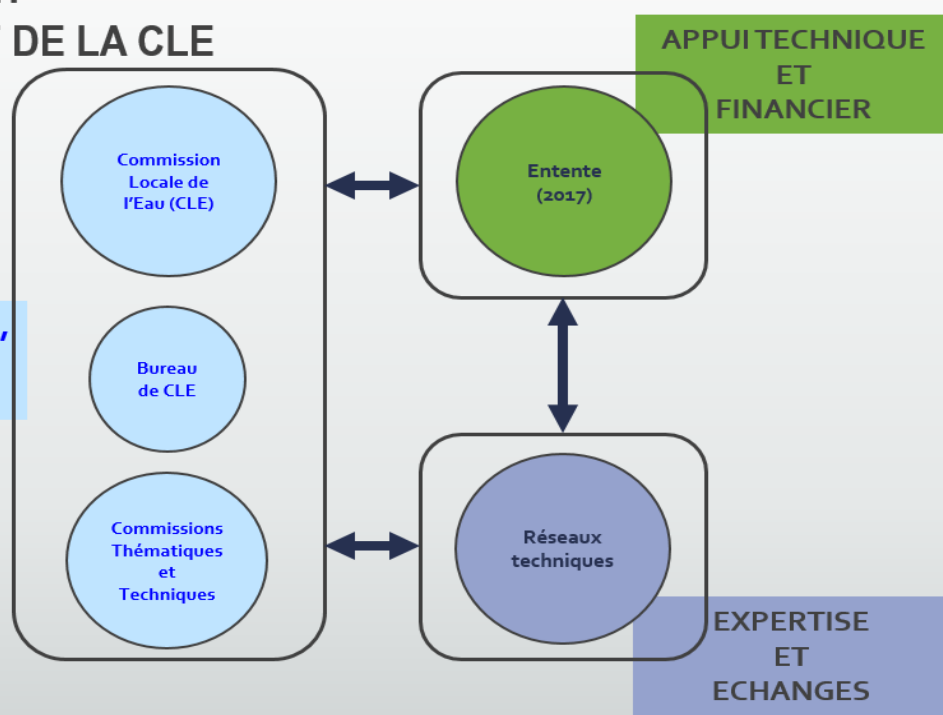 DE LA CLE
APPUI TECHNIQUE
ET
FINANCIER
Commission
Locale de
l'Eau (CLE)
Entente
(2017)
Bureau
de CLE
Commissions
Thématiques
et
Techniques
Réseaux
techniques
EXPERTISE
ET
ECHANGES